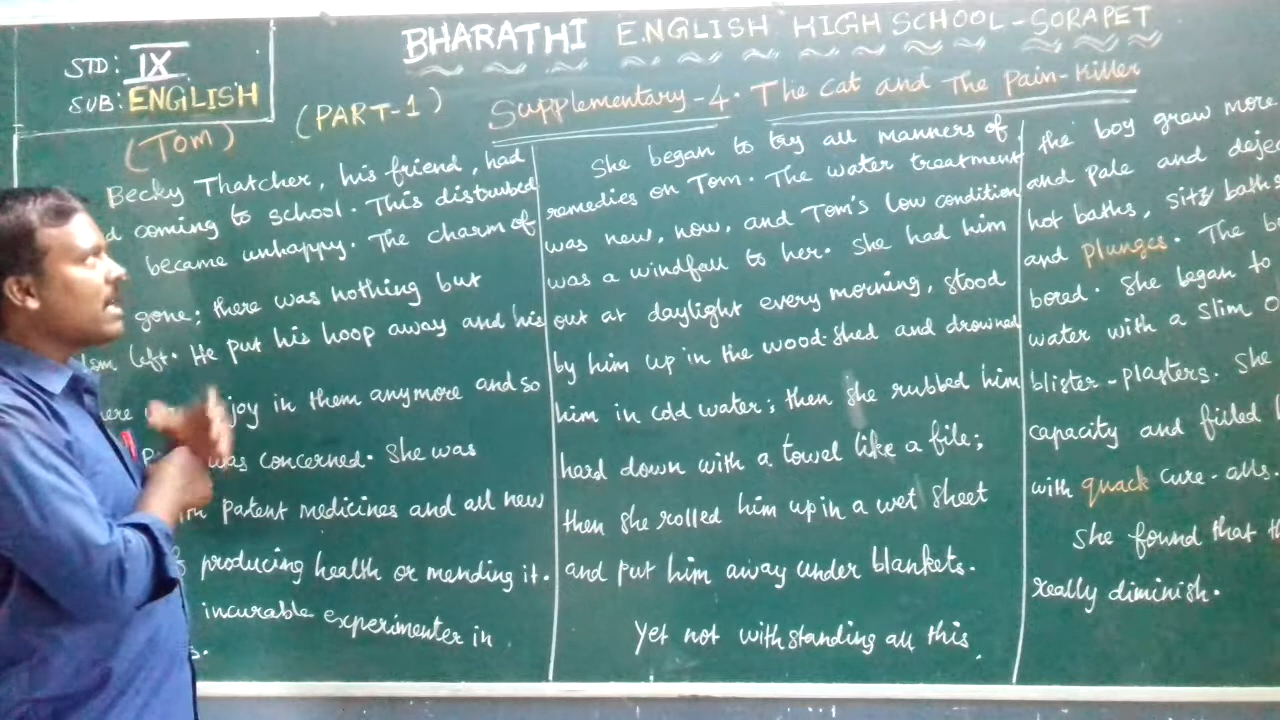 BHARATHI ENGLISH HIGH SCHOOL - SORAPET
STD: IX
SUB: ENGLISH
(PART-1)
Supplementary - 4. The Cat and The Pain-Killer
(Tom)
Becky Thatcher, his friend, had
coming to school. This distrubed
became unhappy. The charm of
gone; there was nothing but
left. He put his hoop away and his
joy in them anymore and so
was concerned. She was
patent medicines and all new
producing health or mending it.
incurable experimenter in
She began to try all manners of
remedies on Tom. The water treatment
was new, now, and Tom's low condition
was a windfall to her. She had him
out at daylight every morning, stood
by him up in the wood-shed and drowned
him in cold water; then she rubbed him
hard down with a towel like a file;
then she rolled him up in a wet sheet
and put him away under blankets.
Yet not withstanding all this
the boy grew more
and pale and
hot baths, sitz baths
and plunges. The
bored. She began to
water with a slim
blister-plasters. She
capacity and filled
with quack cure-alls.
She found that
really diminish.